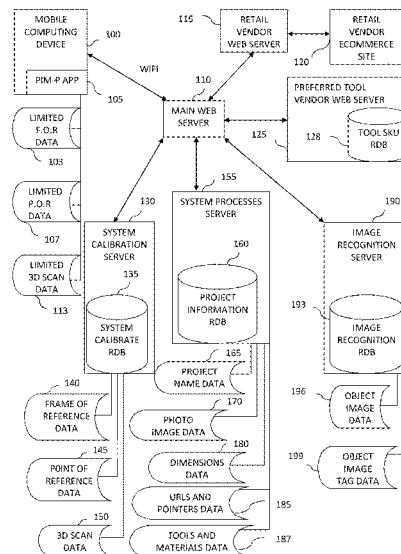 MOBILE
COMPUTING
DEVICE
100
PIM-P APP
105
WIFI
LIMITED
F.O.R
DATA
103
LIMITED
P.O.R
DATA
107
LIMITED
3D SCAN DATA
113
115
RETAIL
VENDOR
WEB SERVER
RETAIL
VENDOR
ECOMMERCE
SITE
120
110
MAIN WEB
SERVER
PREFERRED TOOL
VENDOR WEB SERVER
125
128
TOOL SKU
RDB
130
SYSTEM
CALIBRATION
SERVER
135
SYSTEM
CALIBRATE
RDB
155
SYSTEM PROCESSES
SERVER
160
PROJECT
INFORMATION
RDB
190
IMAGE
RECOGNITION
SERVER
193
IMAGE
RECOGNITION
RDB
140
FRAME OF
REFERENCE
DATA
145
POINT OF
REFERENCE
DATA
150
3D SCAN
DATA
165
PROJECT
NAME DATA
170
PHOTO
IMAGE DATA
180
DIMENSIONS
DATA
URLS AND
POINTERS DATA
185
TOOLS AND
MATERIALS DATA
187
196
OBJECT
IMAGE
DATA
199
OBJECT
IMAGE
TAG DATA